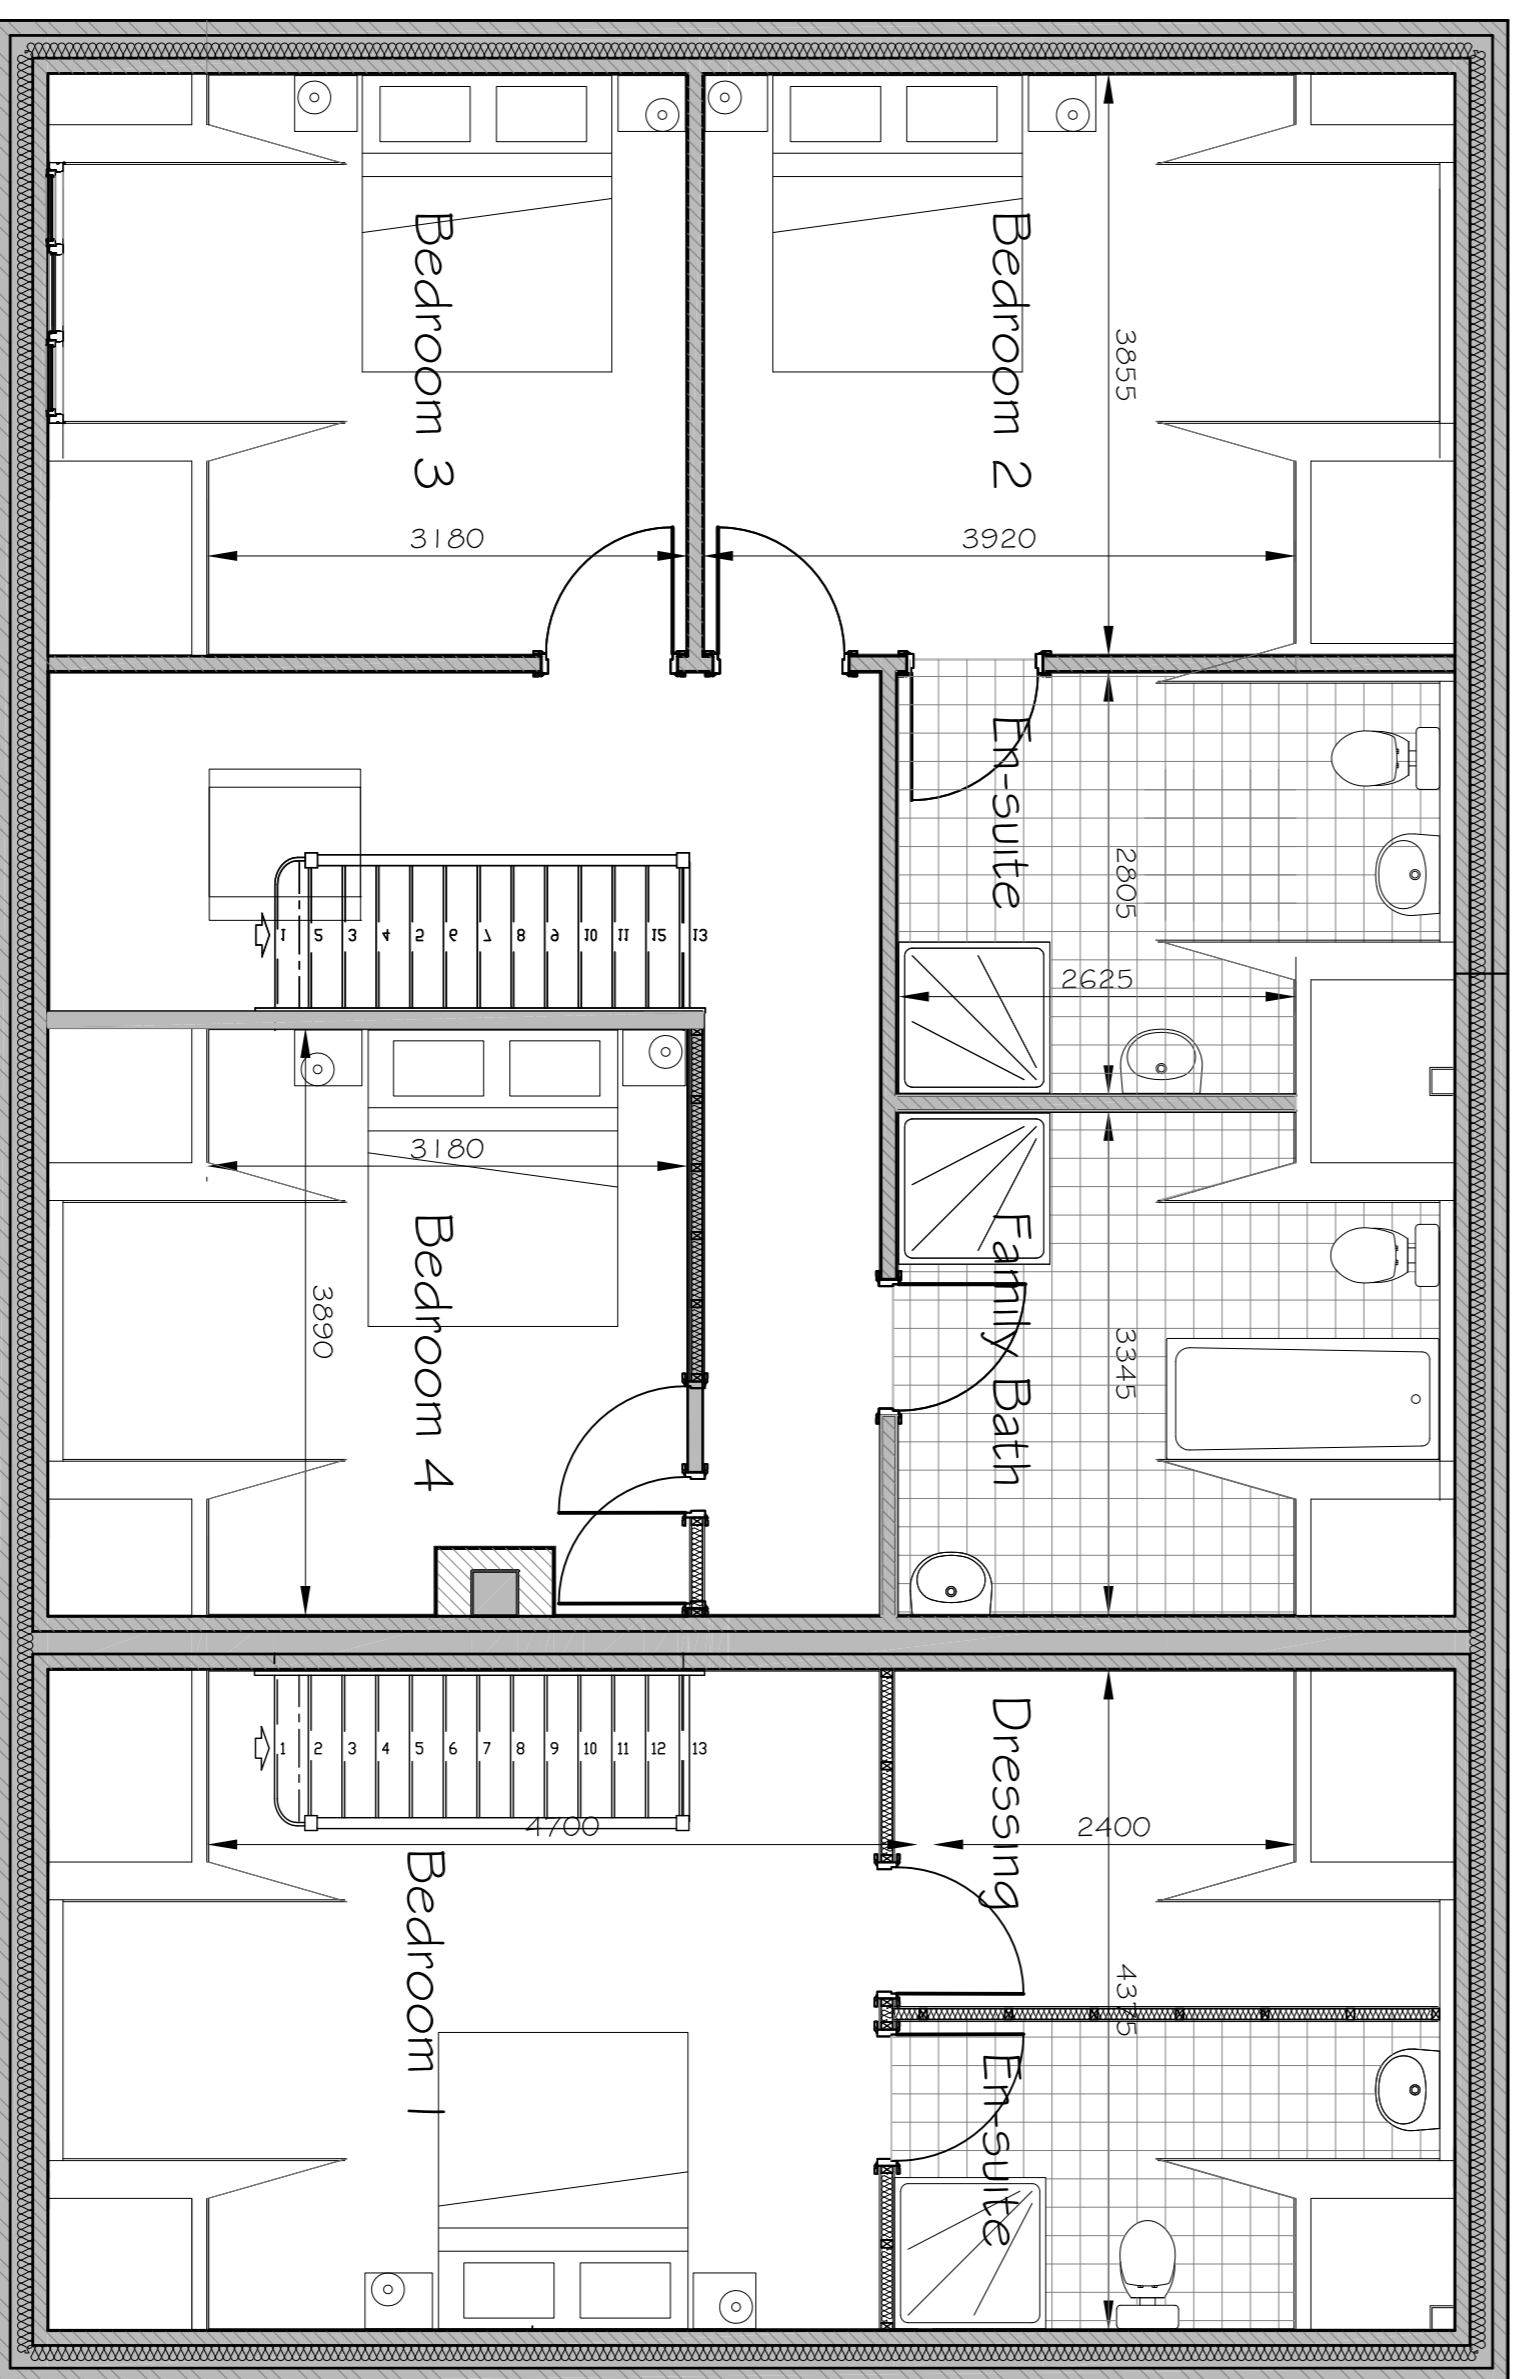 Bedroom 3
Bedroom 2
3855
3180
3920
En-suite
2805
1 2 3 4 5 6 7 8 9 10 11 12 13
2625
3180
Bedroom 4
3890
Family Bath
3345
1 2 3 4 5 6 7 8 9 10 11 12 13
Dressing
4700
2400
Bedroom 1
4375
En-suite